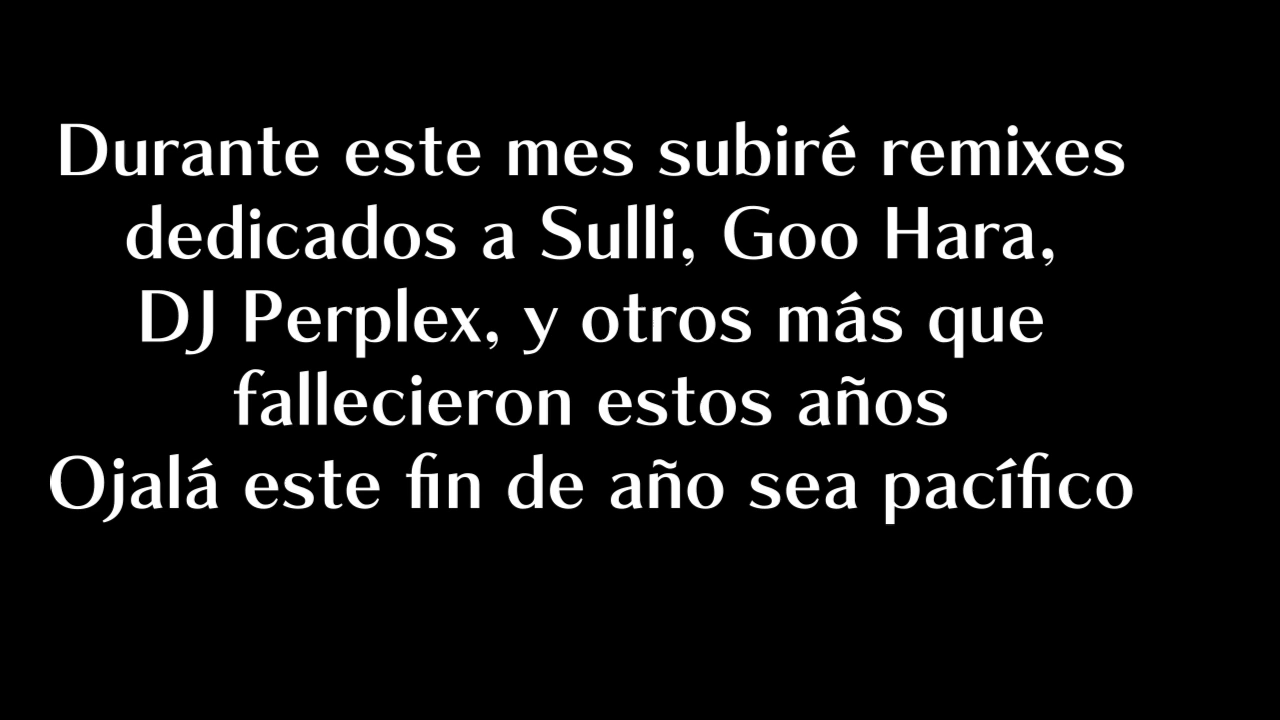 Durante este mes subiré remixes
dedicados a Sulli, Goo Hara,
DJ Perplex, y otros más que
fallecieron estos años
Ojalá este fin de año sea pacífico